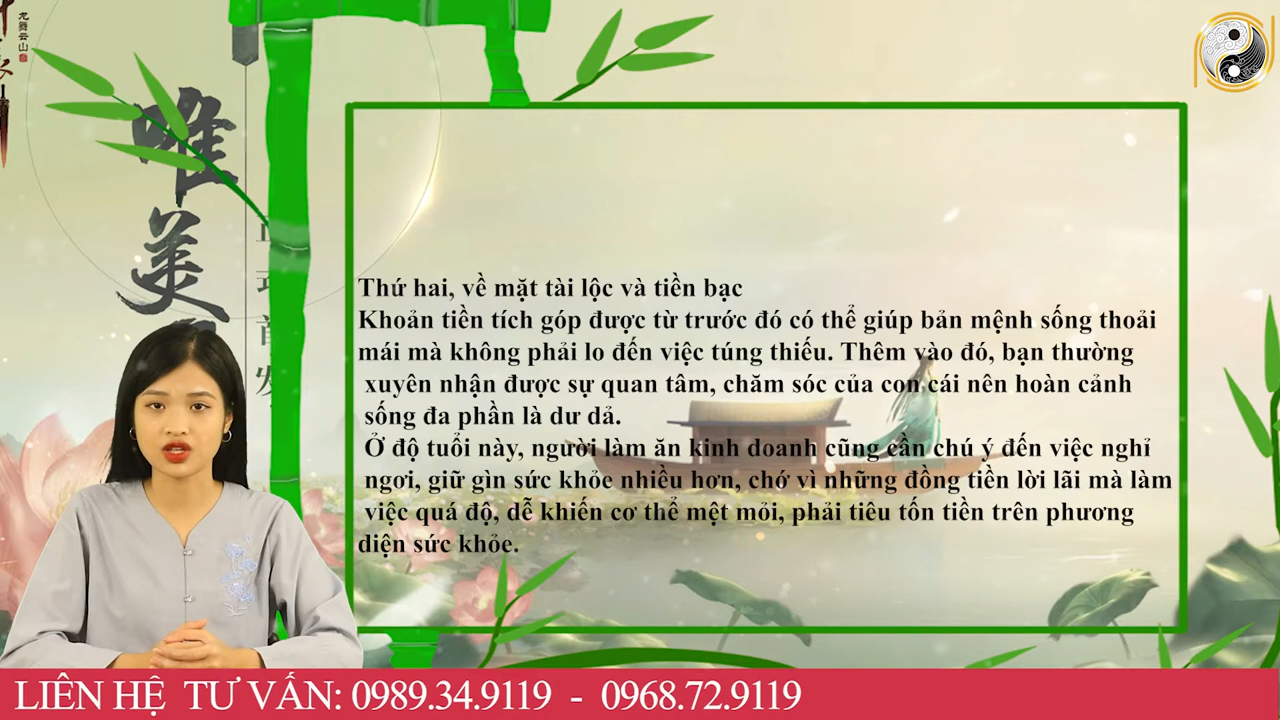 龙舞云山
唯
美
Thứ hai, về mặt tài lộc và tiền bạc
Khoản tiền tích góp được từ trước đó có thể giúp bản mệnh sống thoải
mái mà không phải lo đến việc túng thiếu. Thêm vào đó, bạn thường
xuyên nhận được sự quan tâm, chăm sóc của con cái nên hoàn cảnh
sống đa phần là dư dả.
Ở độ tuổi này, người làm ăn kinh doanh cũng cần chú ý đến việc nghỉ
ngơi, giữ gìn sức khỏe nhiều hơn, chớ vì những đồng tiền lời lãi mà làm
việc quá độ, dễ khiến cơ thể mệt mỏi, phải tiêu tốn tiền trên phương
diện sức khỏe.
LIÊN HỆ TƯ VẤN: 0989.34.9119 - 0968.72.9119